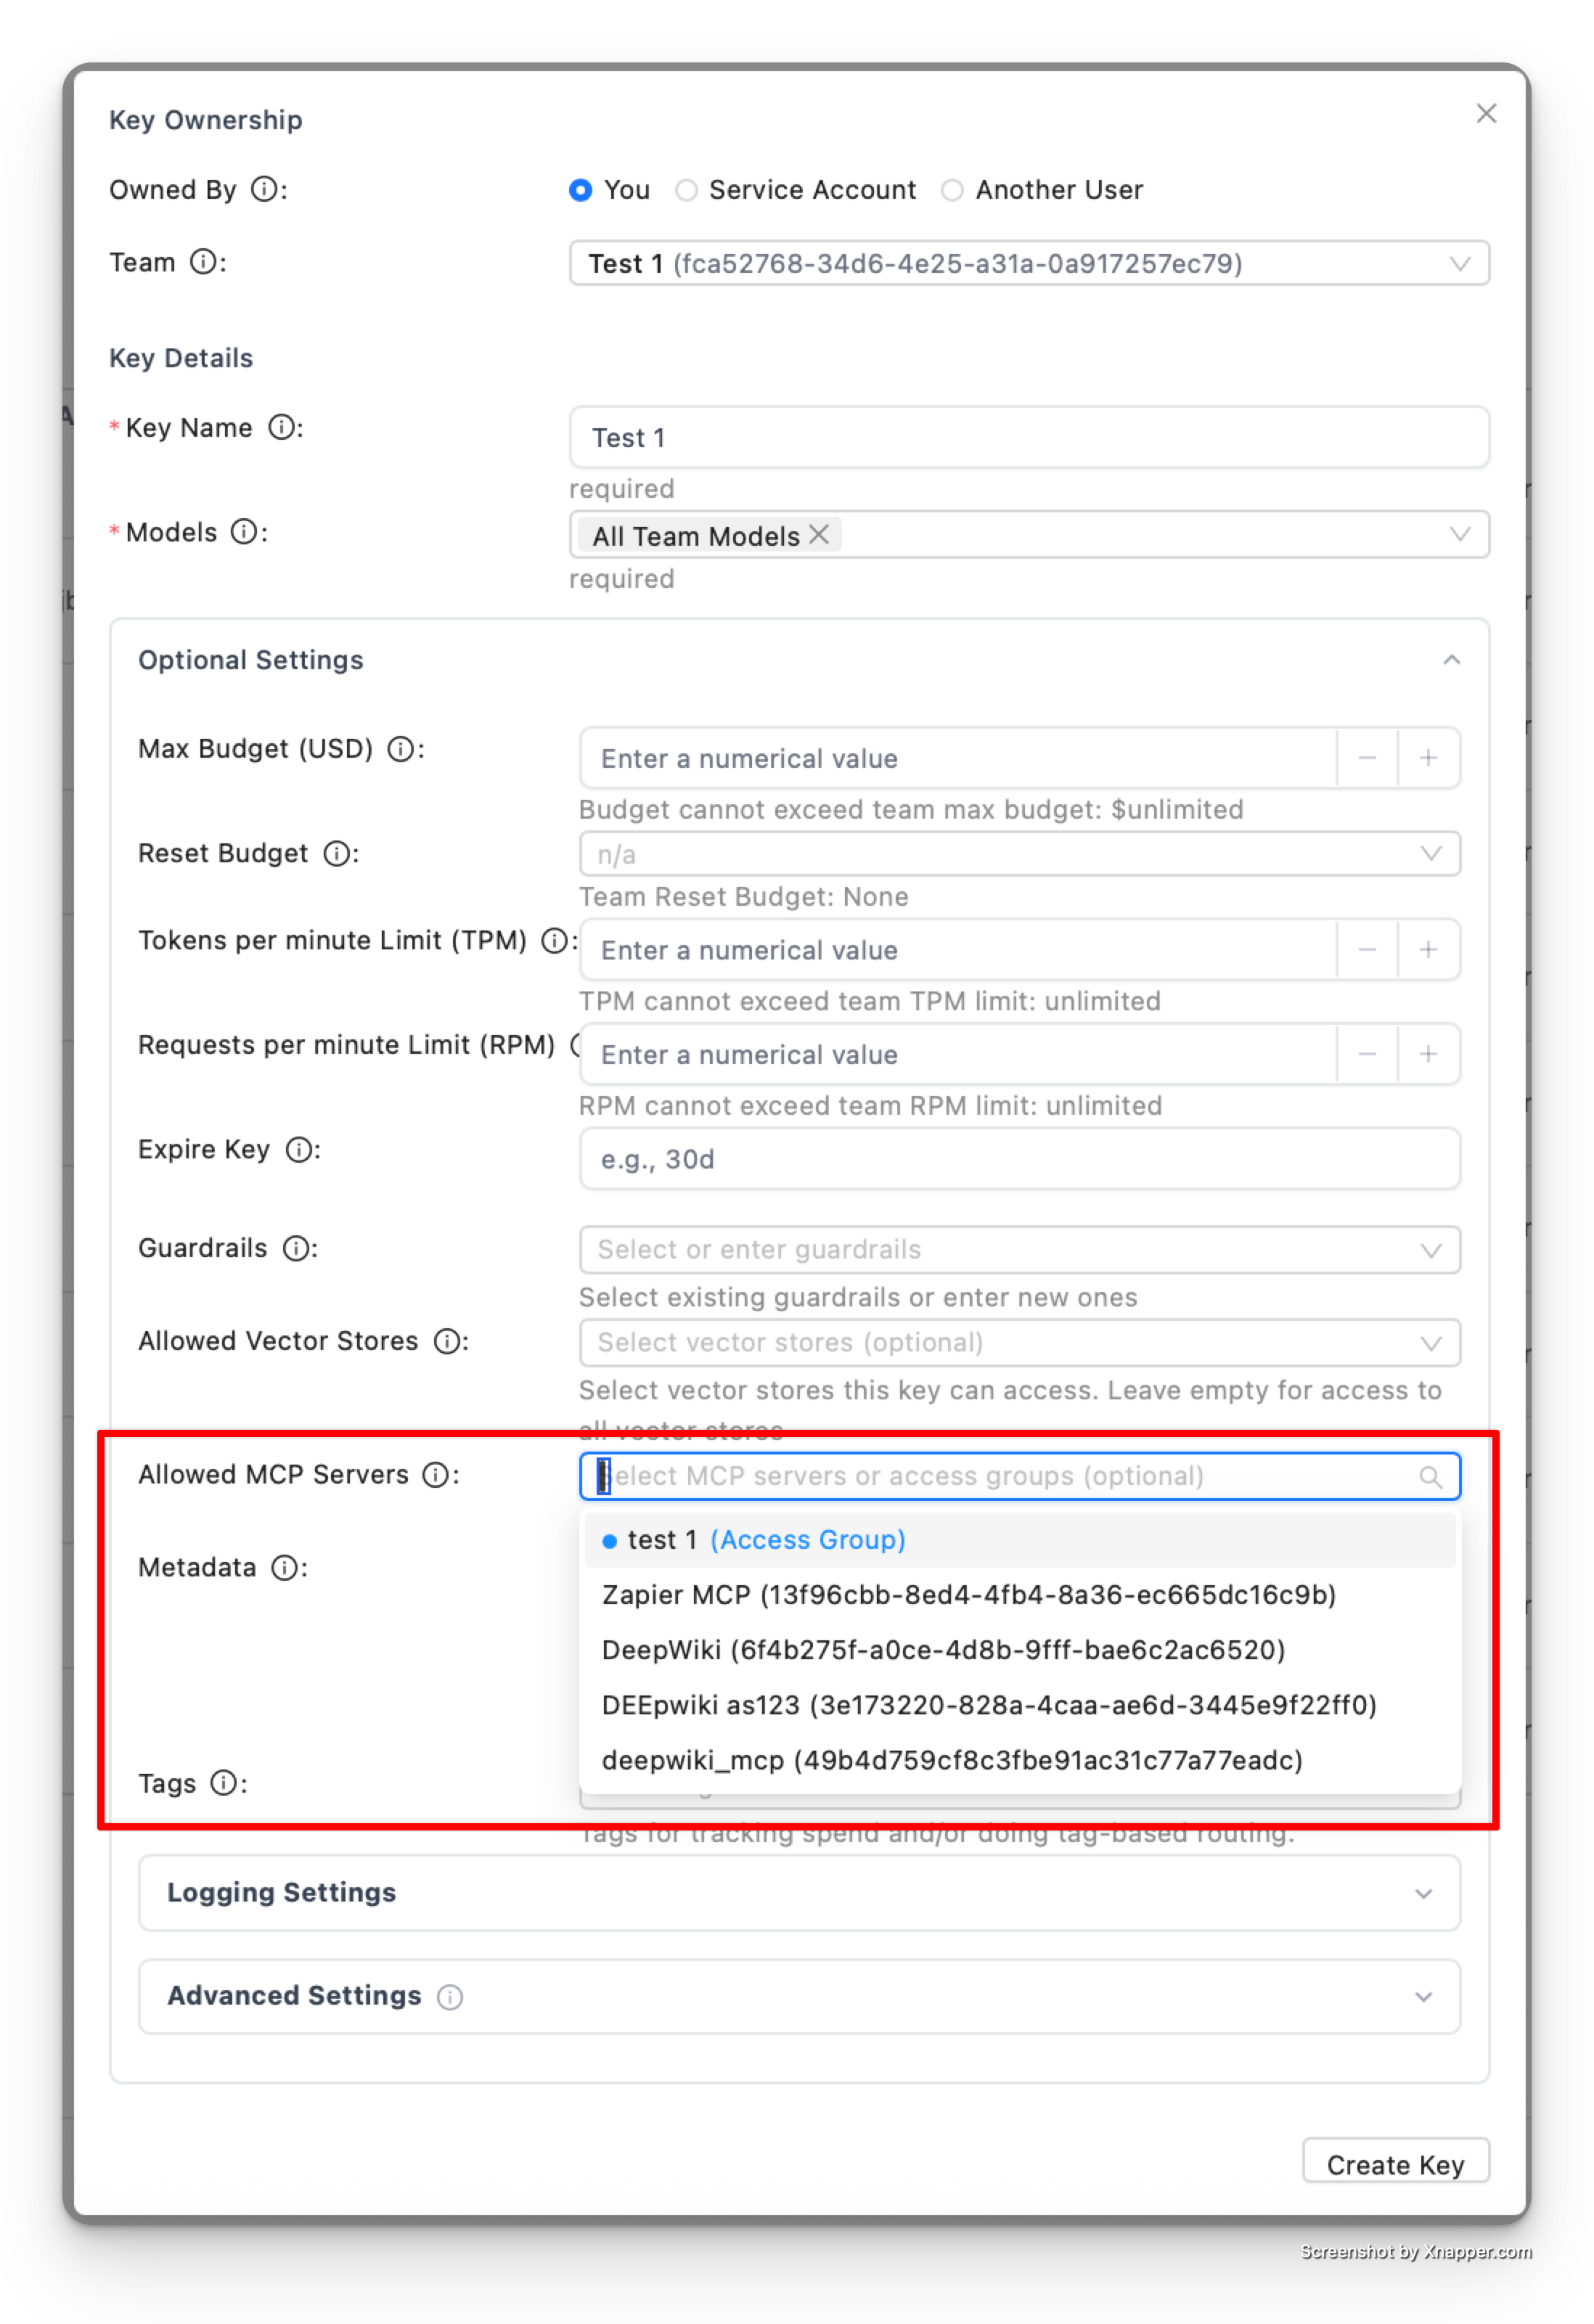 Key Ownership
Owned By :
You Service Account Another User
Team :
Test 1 (fca52768-34d6-4e25-a31a-0a917257ec79)
Key Details
* Key Name :
Test 1
required
* Models :
All Team Models
required
Optional Settings
Max Budget (USD) :
Enter a numerical value
Budget cannot exceed team max budget: $unlimited
Reset Budget :
n/a
Team Reset Budget: None
Tokens per minute Limit (TPM) :
Enter a numerical value
TPM cannot exceed team TPM limit: unlimited
Requests per minute Limit (RPM)
Enter a numerical value
RPM cannot exceed team RPM limit: unlimited
Expire Key :
e.g., 30d
Guardrails :
Select or enter guardrails
Select existing guardrails or enter new ones
Allowed Vector Stores :
Select vector stores (optional)
Select vector stores this key can access. Leave empty for access to
all vector stores
Allowed MCP Servers :
Select MCP servers or access groups (optional)
test 1 (Access Group)
Zapier MCP (13f96cbb-8ed4-4fb4-8a36-ec665dc16c9b)
Metadata :
DeepWiki (6f4b275f-a0ce-4d8b-9fff-bae6c2ac6520)
DEEpwiki as123 (3e173220-828a-4caa-ae6d-3445e9f22ff0)
deepwiki_mcp (49b4d759cf8c3fbe91ac31c77a77eadc)
Tags :
Tags for tracking spend and/or doing tag-based routing.
Logging Settings
Advanced Settings
Create Key
Screenshot by Xnapper.com